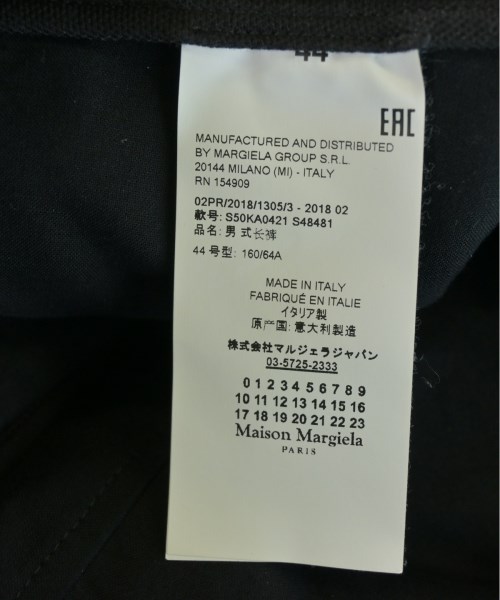 44
EAC
MANUFACTURED AND DISTRIBUTED
BY MARGIELA GROUP S.R.L.
20144 MILANO (MI) - ITALY
RN 154909
02PR/2018/1305/3 - 2018 02
款号: S50KA0421 S48481
品名: 男 式长裤
44 号型: 160/64A
MADE IN ITALY
FABRIQUÉ EN ITALIE
イタリア製
原产国: 意大利製造
株式会社マルジェラジャパン
03-5725-2333
0 1 2 3 4 5 6 7 8 9
10 11 12 13 14 15 16
17 18 19 20 21 22 23
Maison Margiela
PARIS